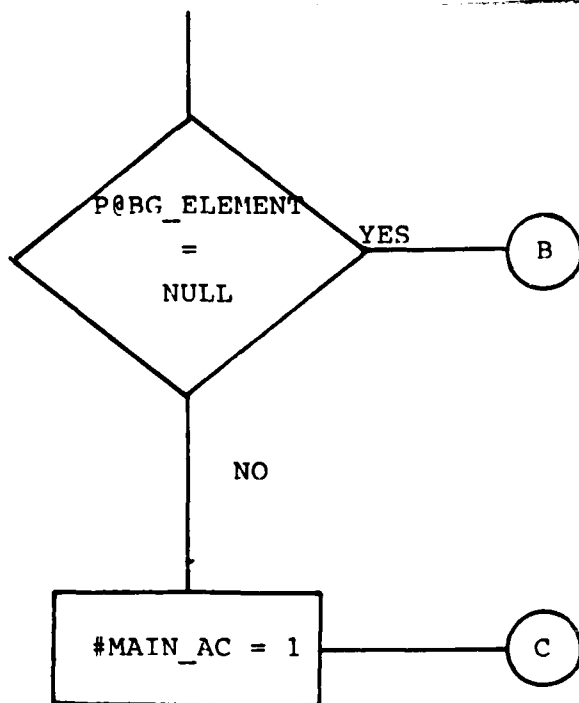 P@BG_ELEMENT
=
NULL
YES
B
NO
#MAIN_AC = 1
C